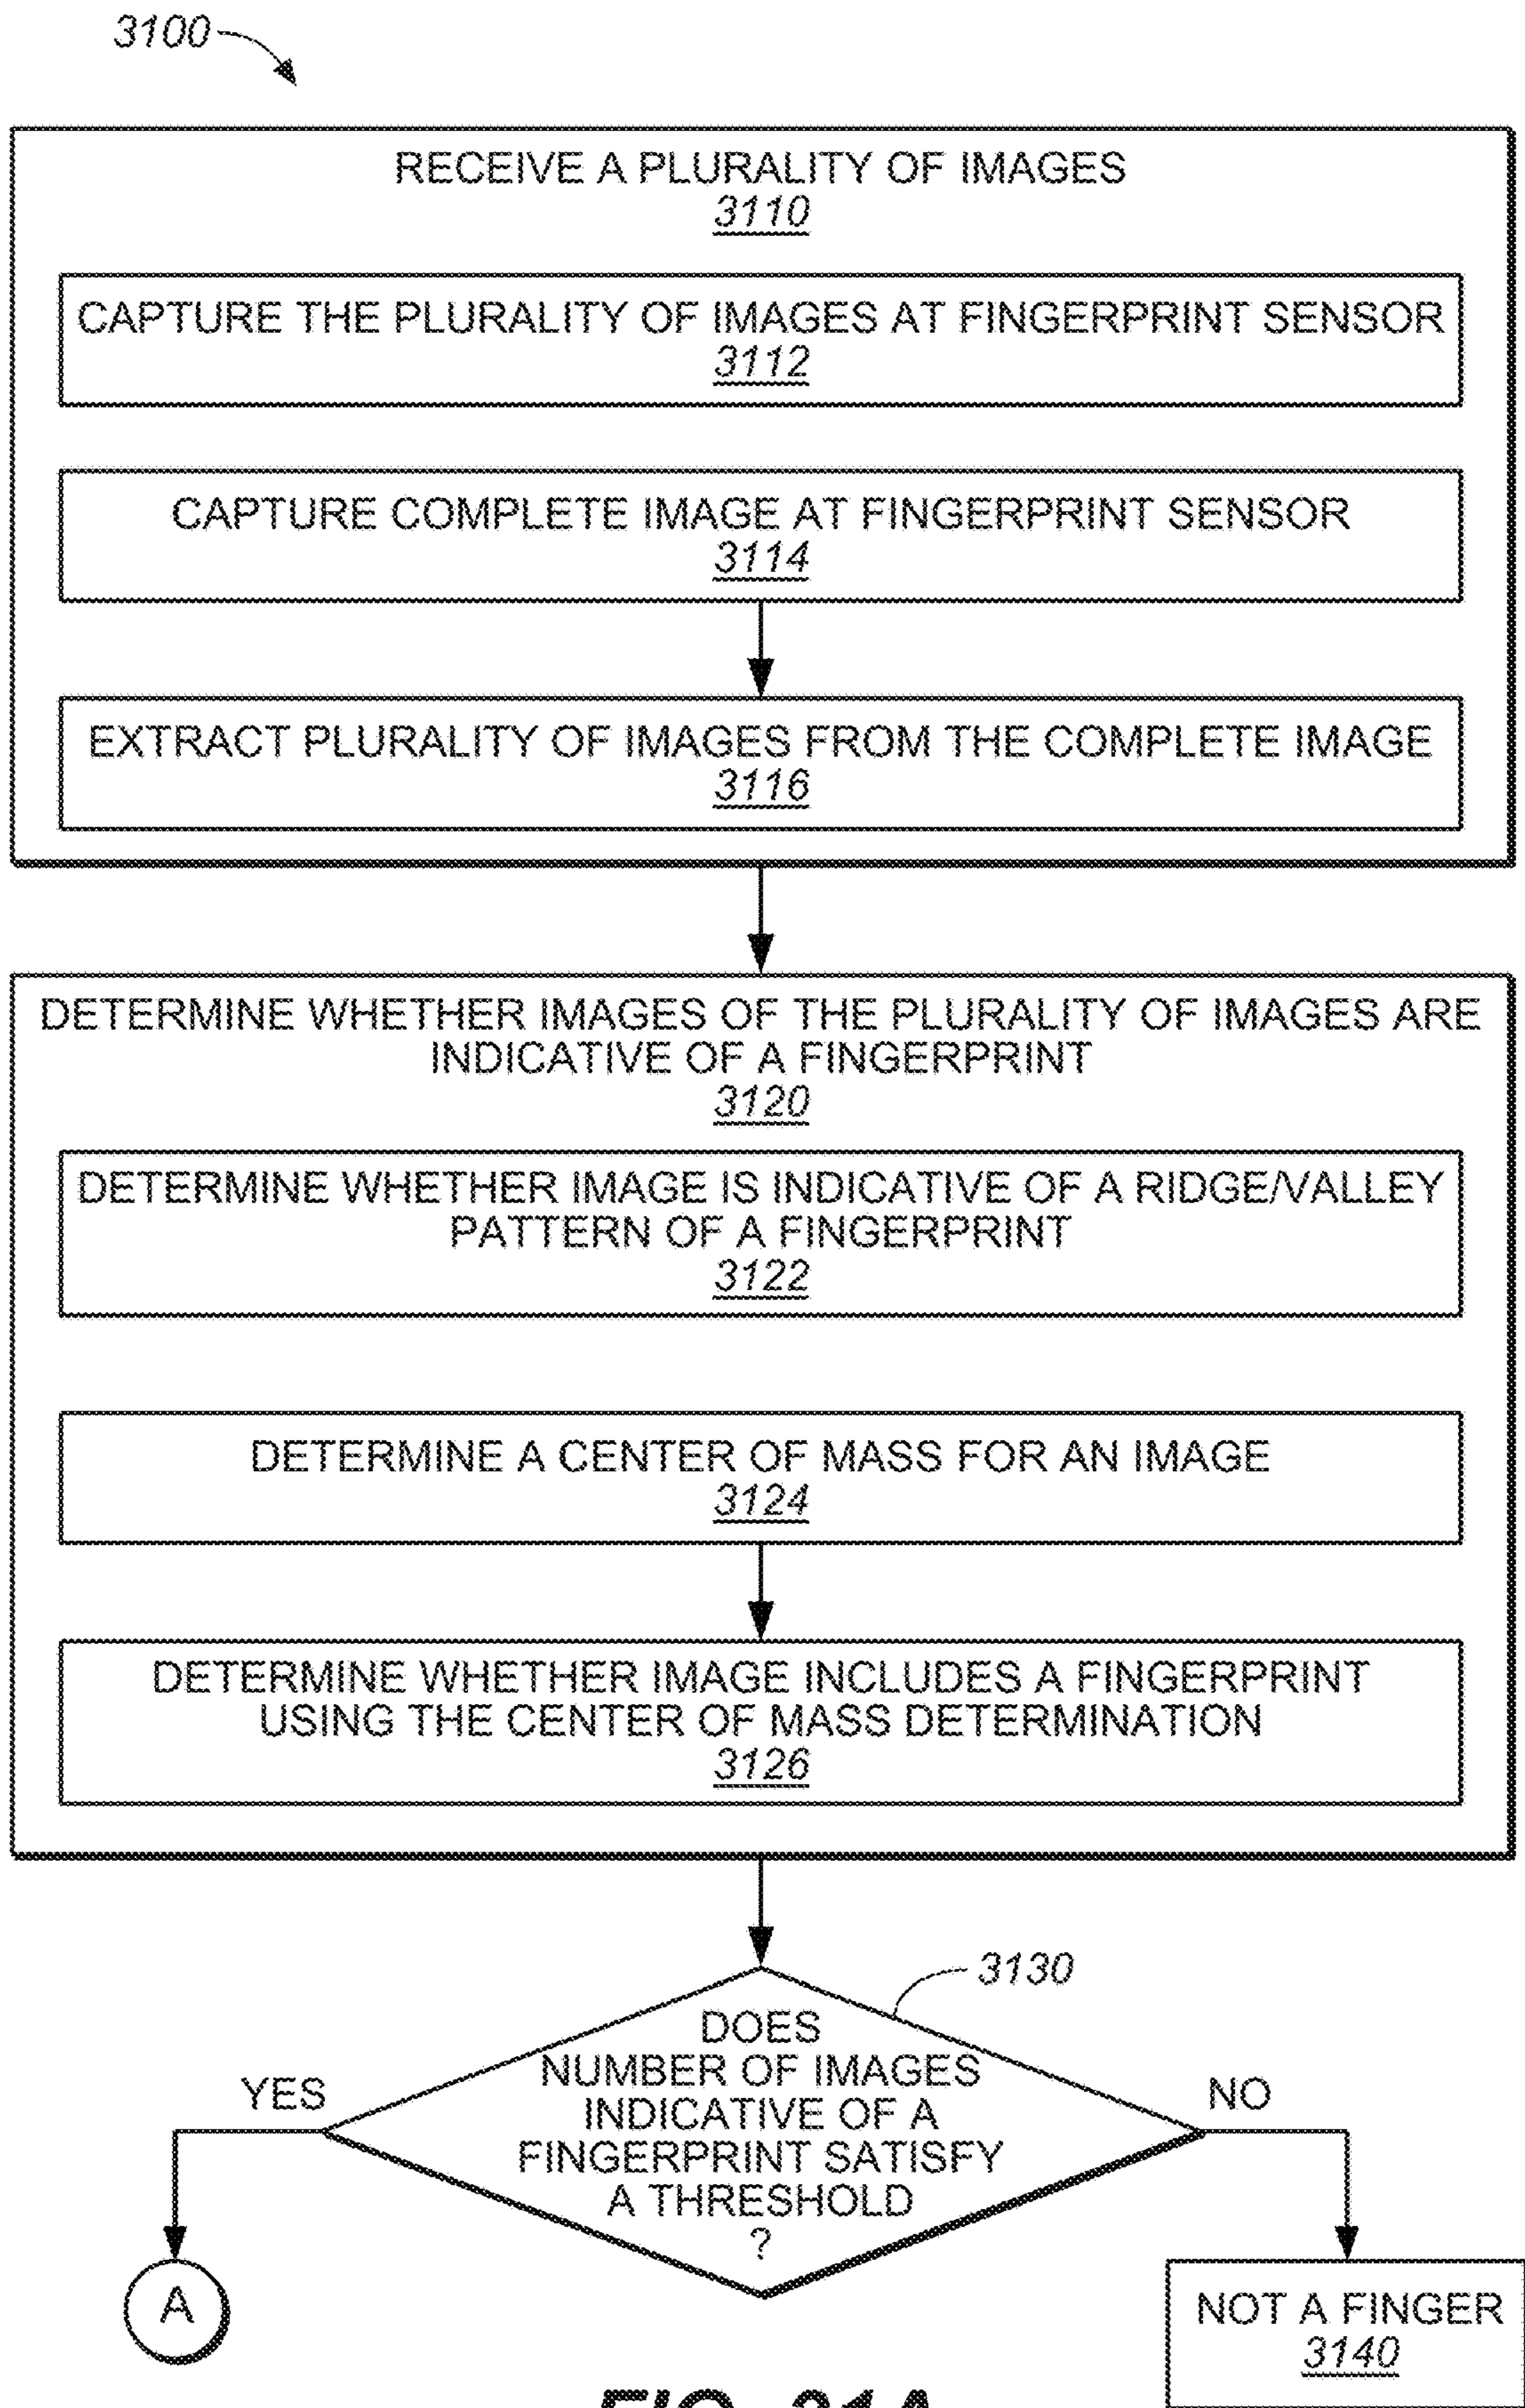 3100
RECEIVE A PLURALITY OF IMAGES
3110
CAPTURE THE PLURALITY OF IMAGES AT FINGERPRINT SENSOR
3112
CAPTURE COMPLETE IMAGE AT FINGERPRINT SENSOR
3114
EXTRACT PLURALITY OF IMAGES FROM THE COMPLETE IMAGE
3116
DETERMINE WHETHER IMAGES OF THE PLURALITY OF IMAGES ARE
INDICATIVE OF A FINGERPRINT
3120
DETERMINE WHETHER IMAGE IS INDICATIVE OF A RIDGE/VALLEY
PATTERN OF A FINGERPRINT
3122
DETERMINE A CENTER OF MASS FOR AN IMAGE
3124
DETERMINE WHETHER IMAGE INCLUDES A FINGERPRINT
USING THE CENTER OF MASS DETERMINATION
3126
3130
DOES
NUMBER OF IMAGES
INDICATIVE OF A
FINGERPRINT SATISFY
A THRESHOLD
?
YES
NO
A
NOT A FINGER
3140
FIG. 31A